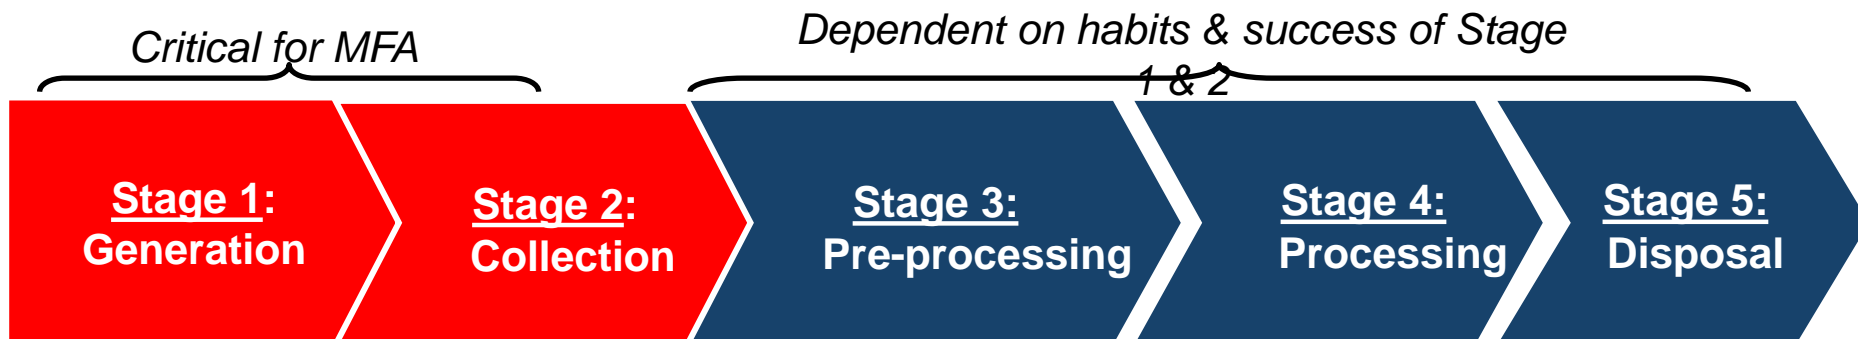 Critical for MFA
Dependent on habits & success of Stage
1 & 2
Stage 1:
Generation
Stage 2:
Collection
Stage 3:
Pre-processing
Stage 4:
Processing
Stage 5:
Disposal